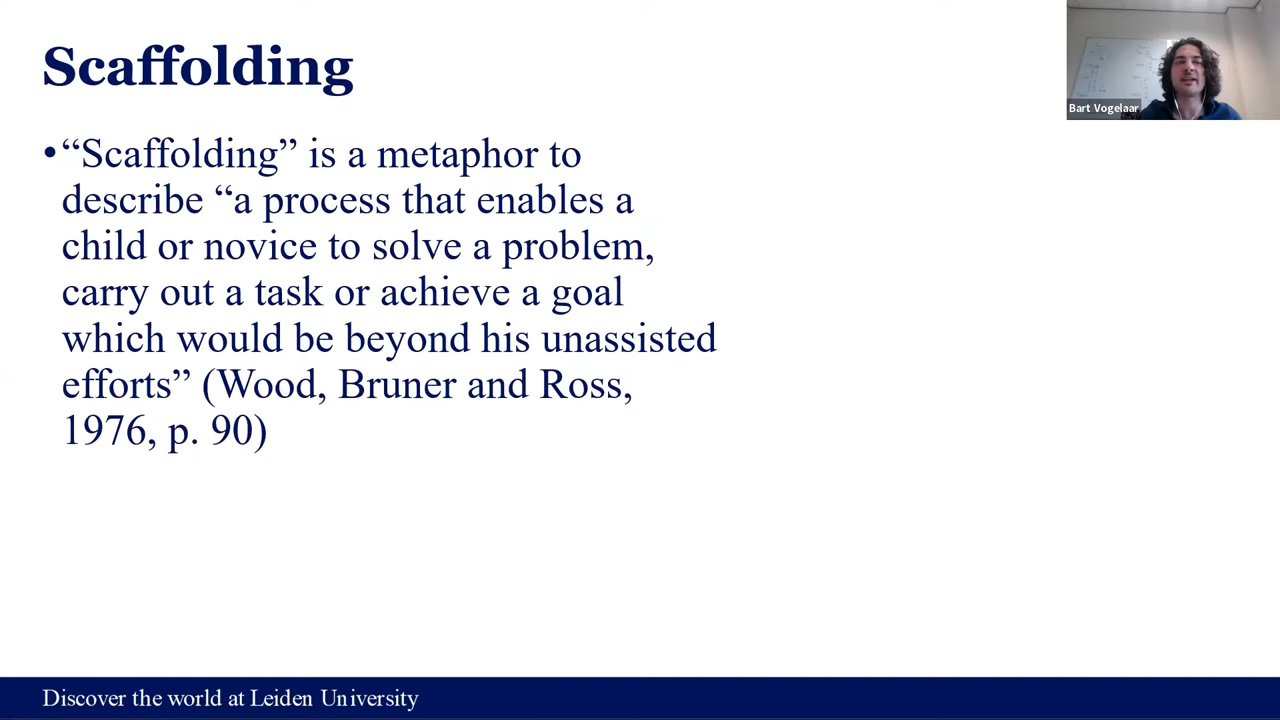 Scaffolding
Bart Vogelaar
•“Scaffolding” is a metaphor to
describe “a process that enables a
child or novice to solve a problem,
carry out a task or achieve a goal
which would be beyond his unassisted
efforts” (Wood, Bruner and Ross,
1976, p. 90)
Discover the world at Leiden University